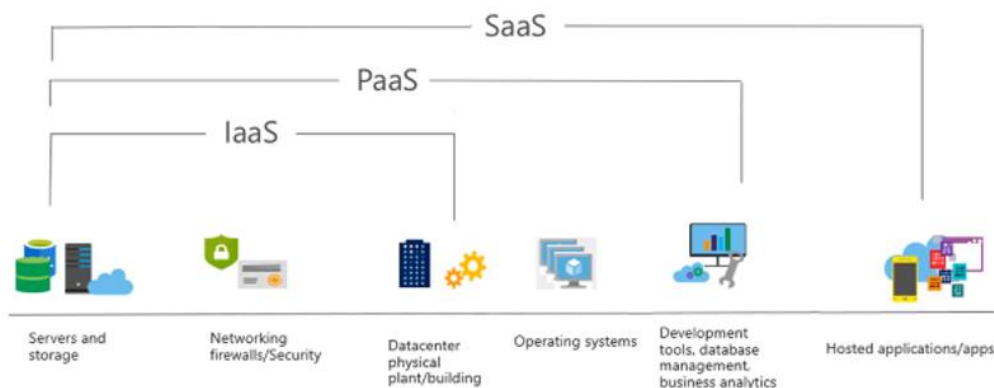 SaaS
PaaS
IaaS
Servers and
storage
Networking
firewalls/Security
Datacenter
physical
plant/building
Operating systems
Development
tools, database
management,
business analytics
Hosted applications/apps